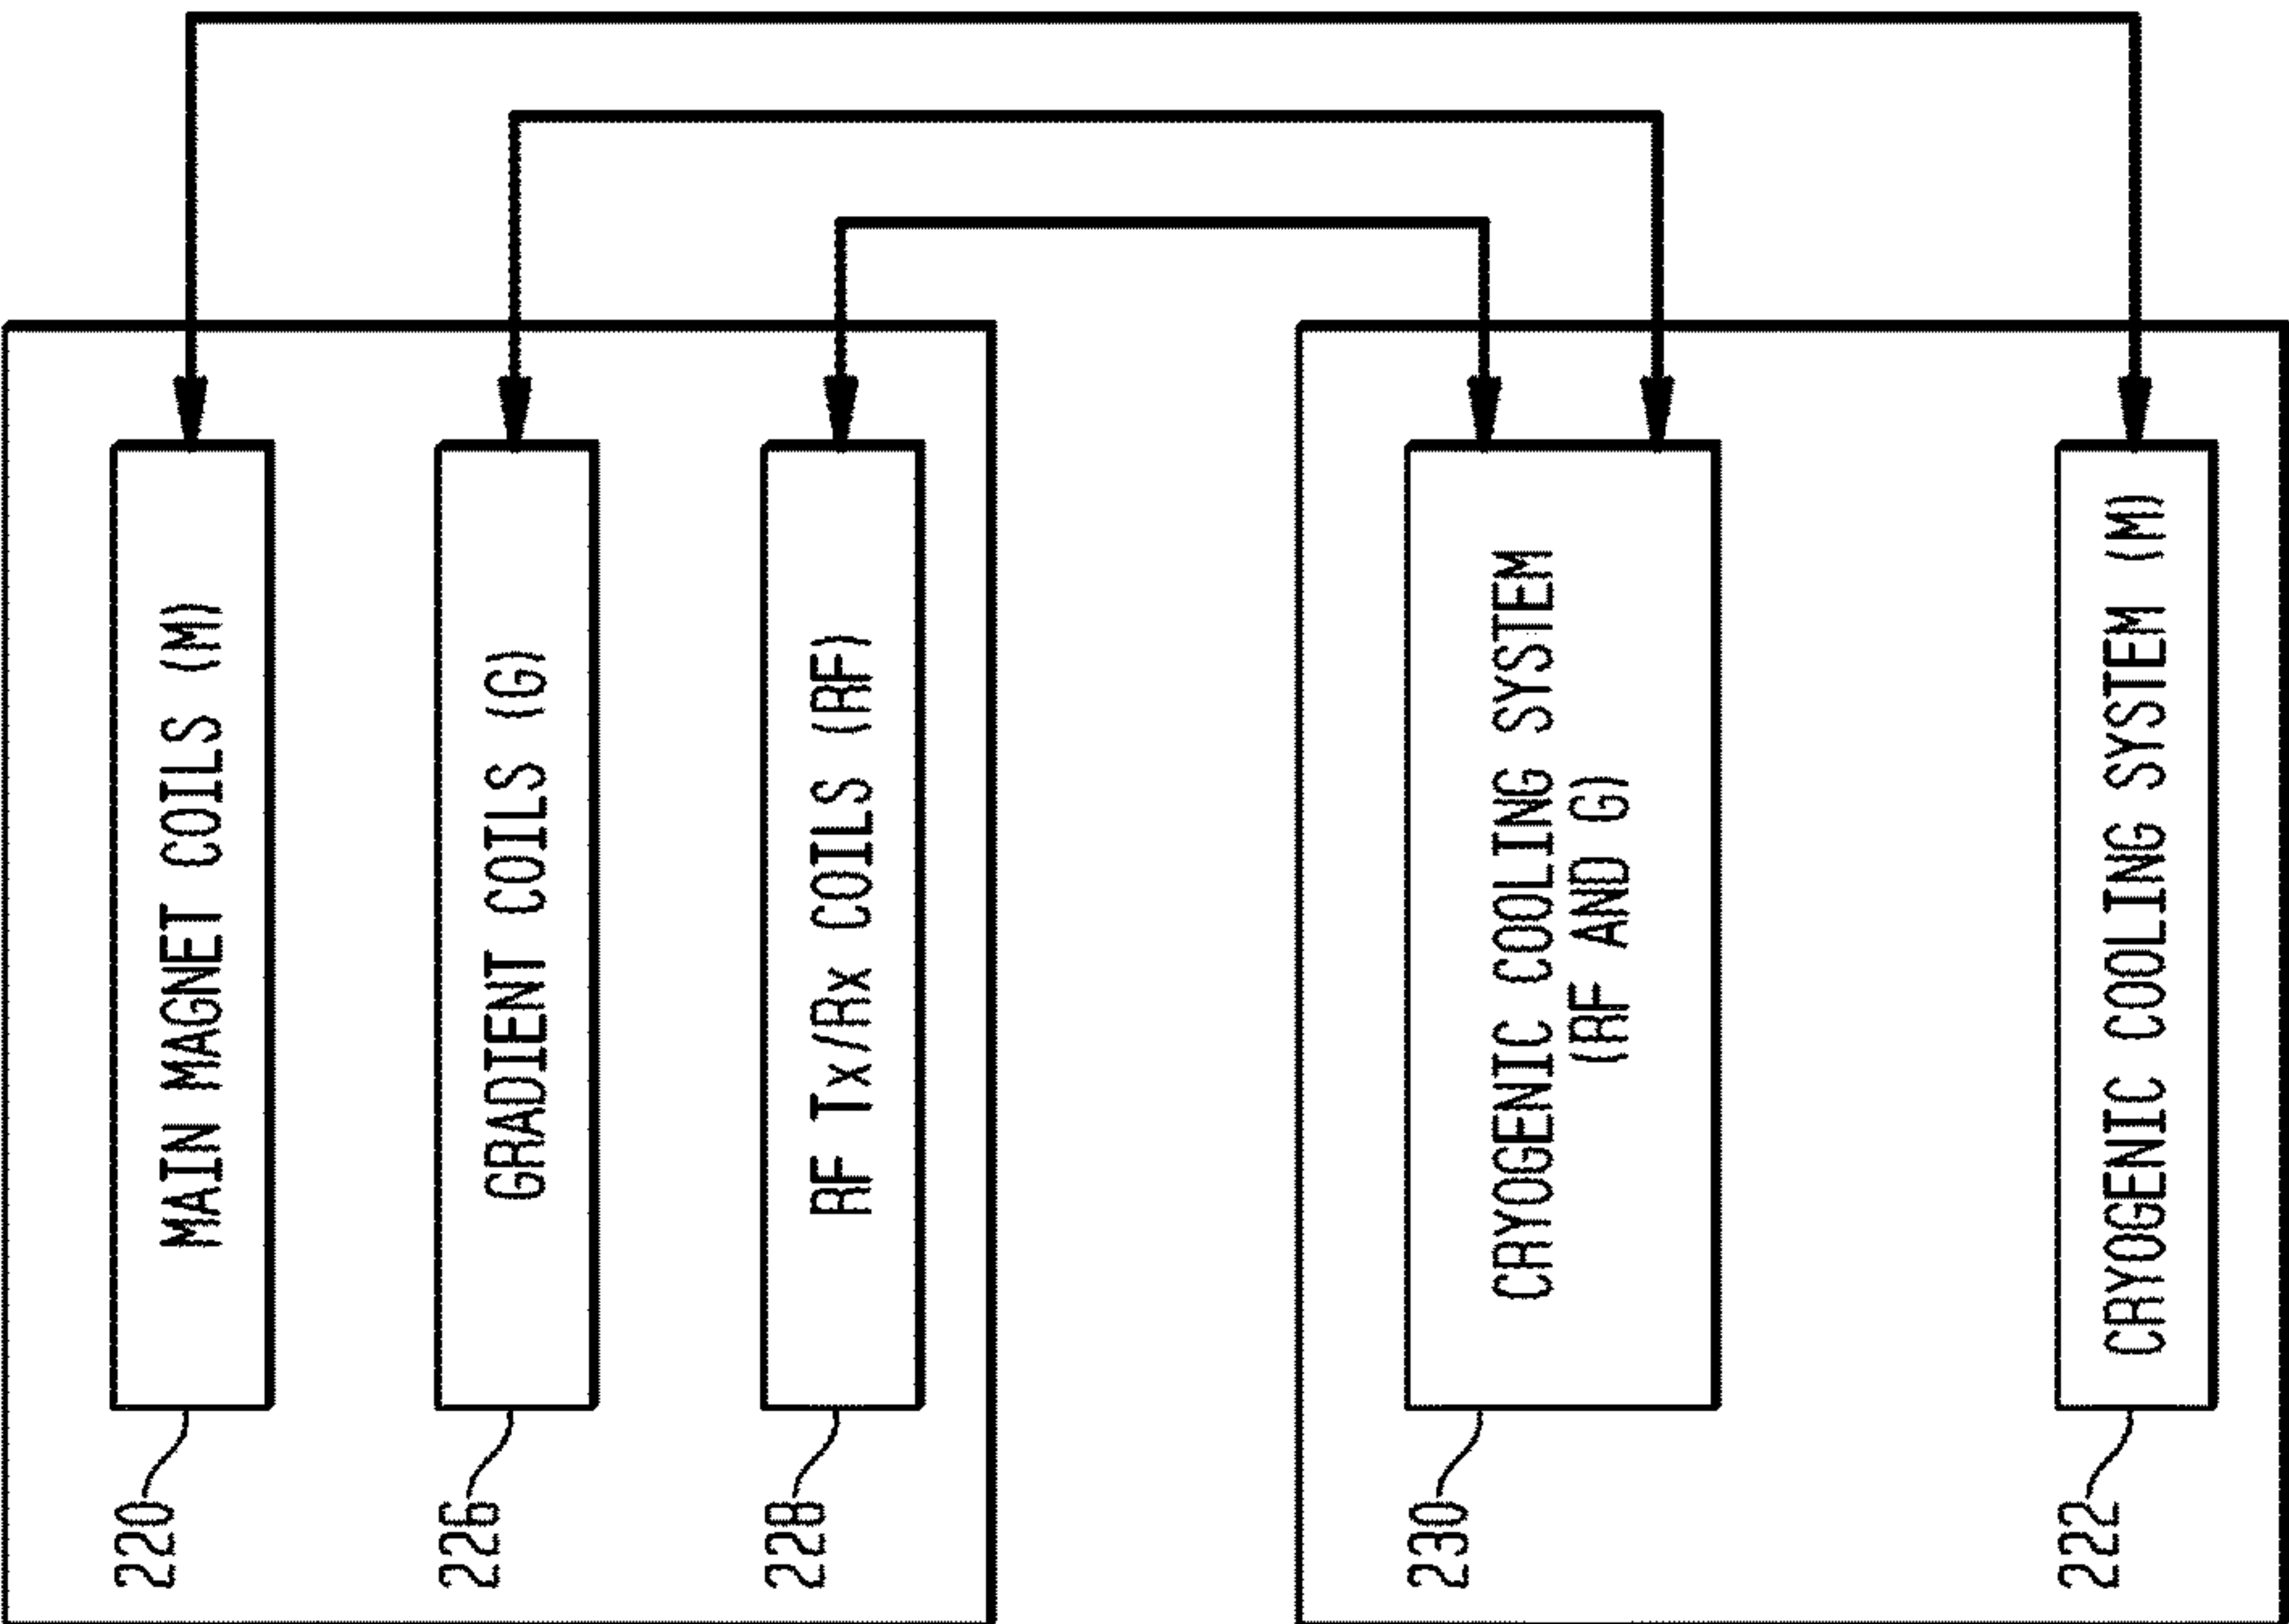 220
MAIN MAGNET COILS (M)
226
GRADIENT COILS (G)
228
RF Tx/Rx COILS (RF)
230
CRYOGENIC COOLING SYSTEM
(RF AND G)
222
CRYOGENIC COOLING SYSTEM (M)